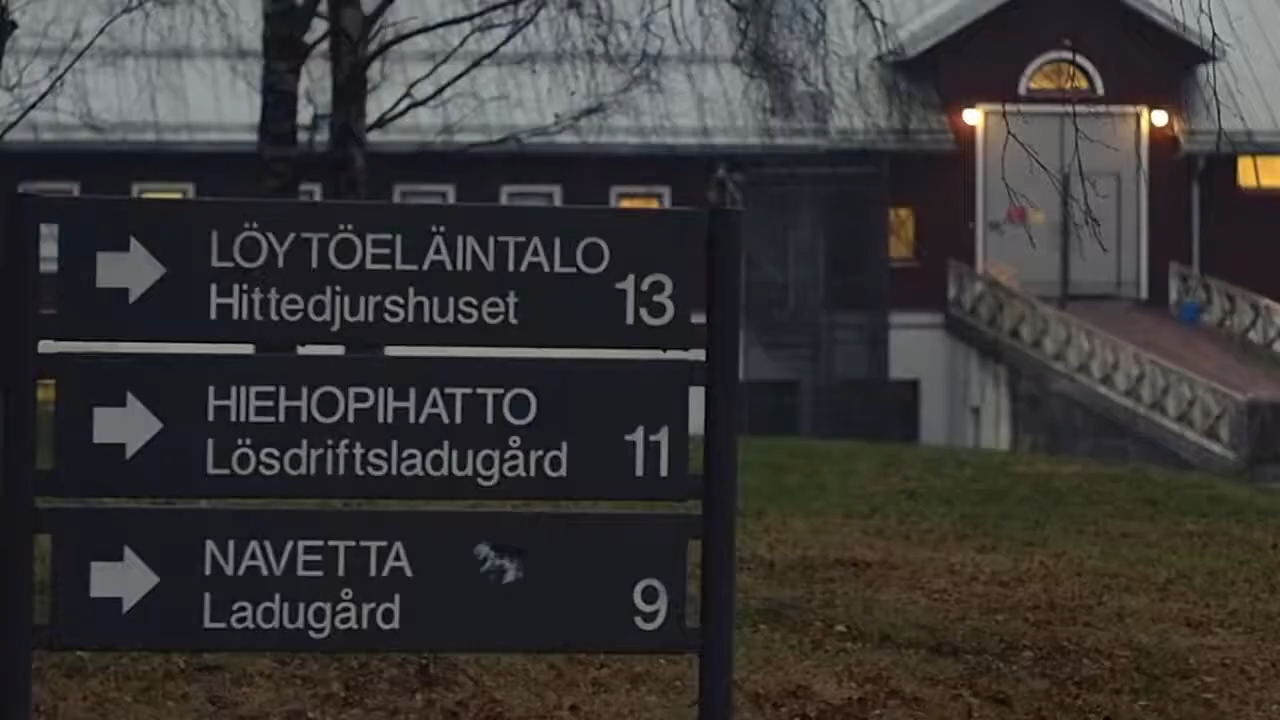 LÖYTÖELÄINTALO
Hittedjurshuset
13
HIEHOPIHATTO
Lösdriftsladugård
11
NAVETTA
Ladugård
9